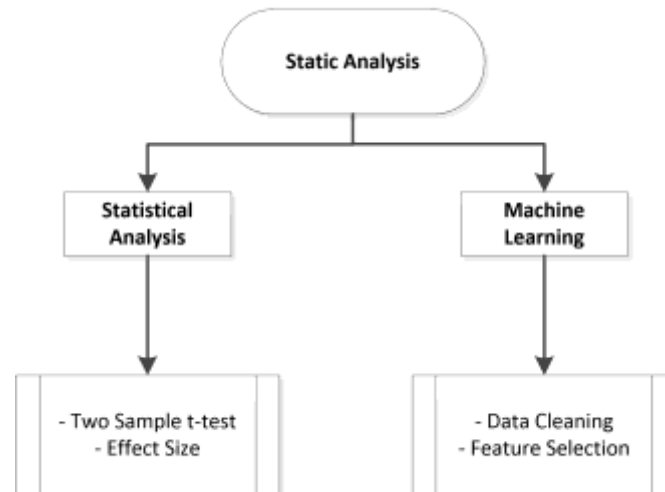 Static Analysis
Statistical
Analysis
Machine
Learning
- Two Sample t-test
- Effect Size
- Data Cleaning
- Feature Selection